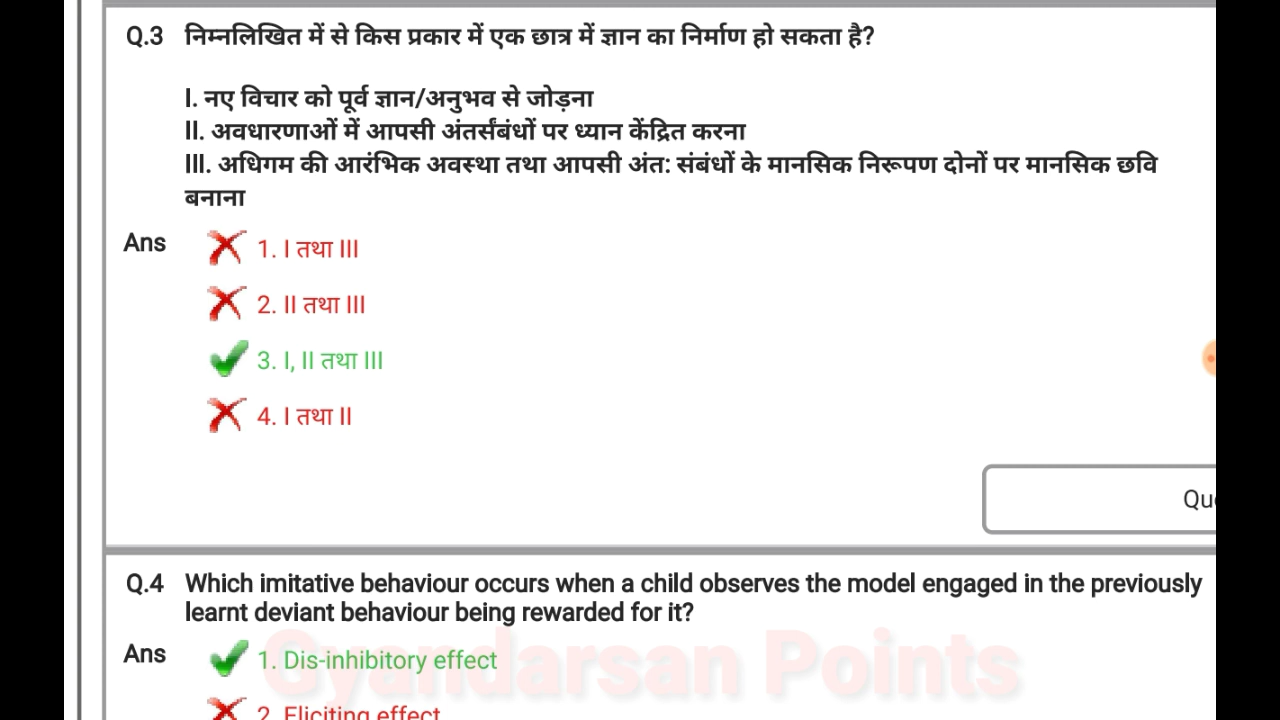 Q.3 निम्नलिखित में से किस प्रकार में एक छात्र में ज्ञान का निर्माण हो सकता है?
I. नए विचार को पूर्व ज्ञान/अनुभव से जोड़ना
II. अवधारणाओं में आपसी अंतर्संबंधों पर ध्यान केंद्रित करना
III. अधिगम की आरंभिक अवस्था तथा आपसी अंत: संबंधों के मानसिक निरूपण दोनों पर मानसिक छवि
बनाना
Ans 1. I तथा III
2. II तथा III
3. I, II तथा III
4. I तथा II
Q.4 Which imitative behaviour occurs when a child observes the model engaged in the previously
learnt deviant behaviour being rewarded for it?
Gyandarsan Points
Ans 1. Dis-inhibitory effect
2. Eliciting effect